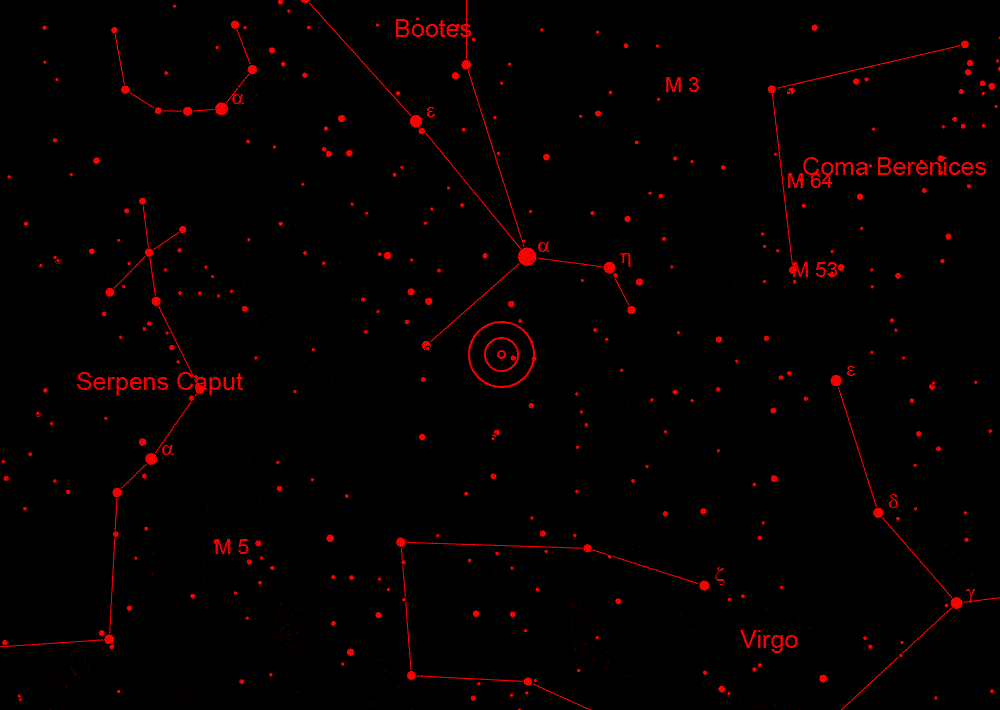 Bootes
M 3
α
ε
Coma Berenices
M 64
α
η
M 53
ε
Serpens Caput
α
δ
M 5
ζ
γ
Virgo